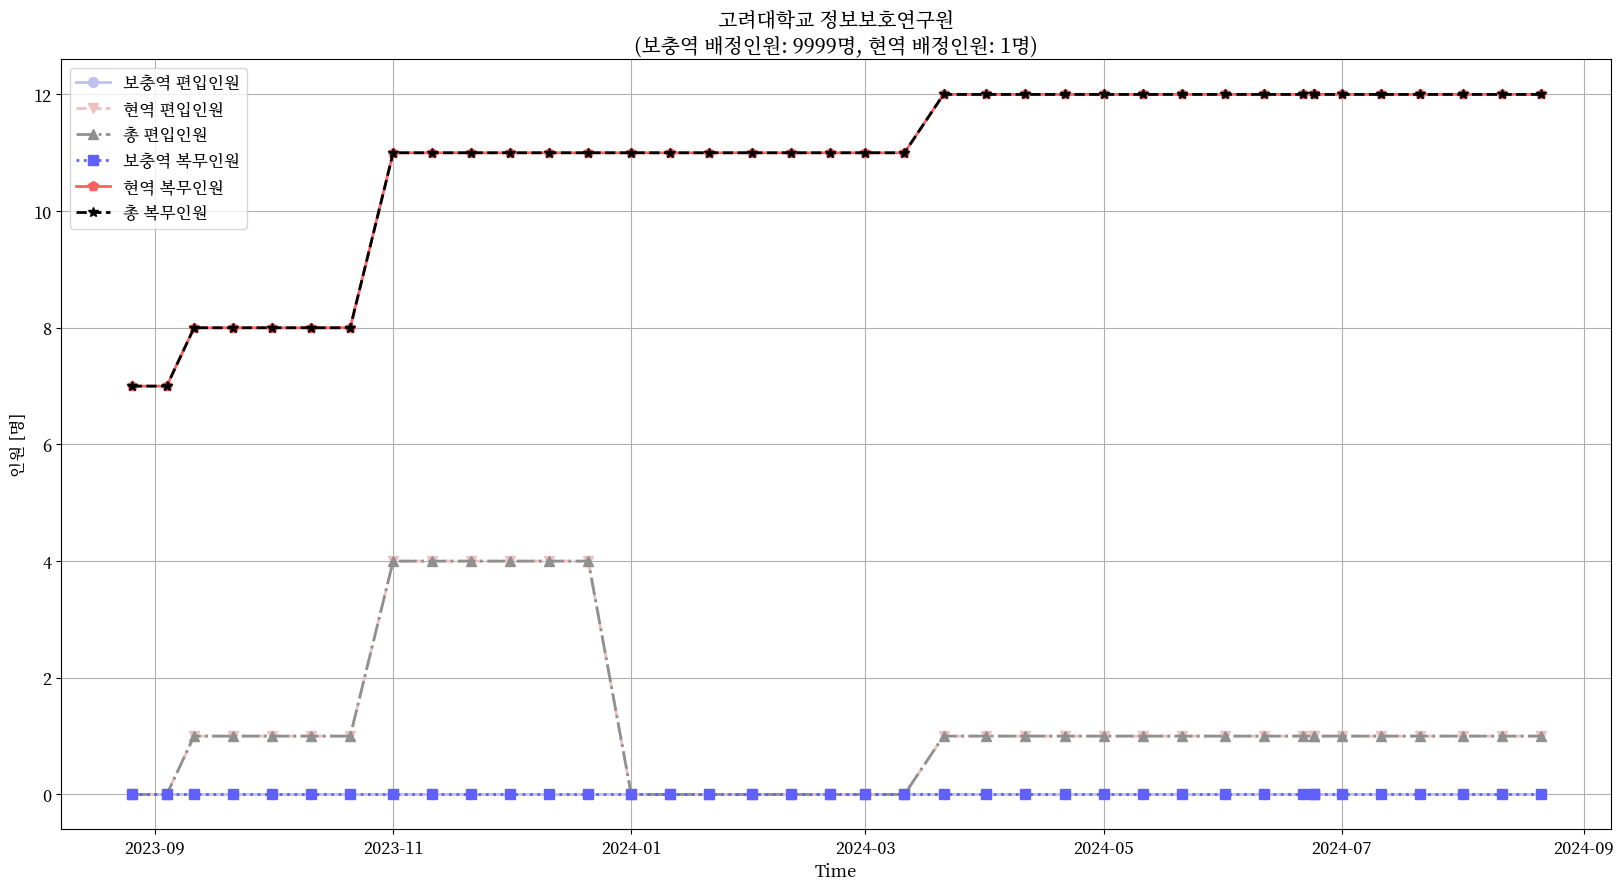 고려대학교 정보보호연구원
(보충역 배정인원: 9999명, 현역 배정인원: 1명)
보충역 편입인원
현역 편입인원
총 편입인원
보충역 복무인원
현역 복무인원
총 복무인원
12
10
8
6
4
2
0
인원 [명]
2023-09
2023-11
2024-01
2024-03
2024-05
2024-07
2024-09
Time